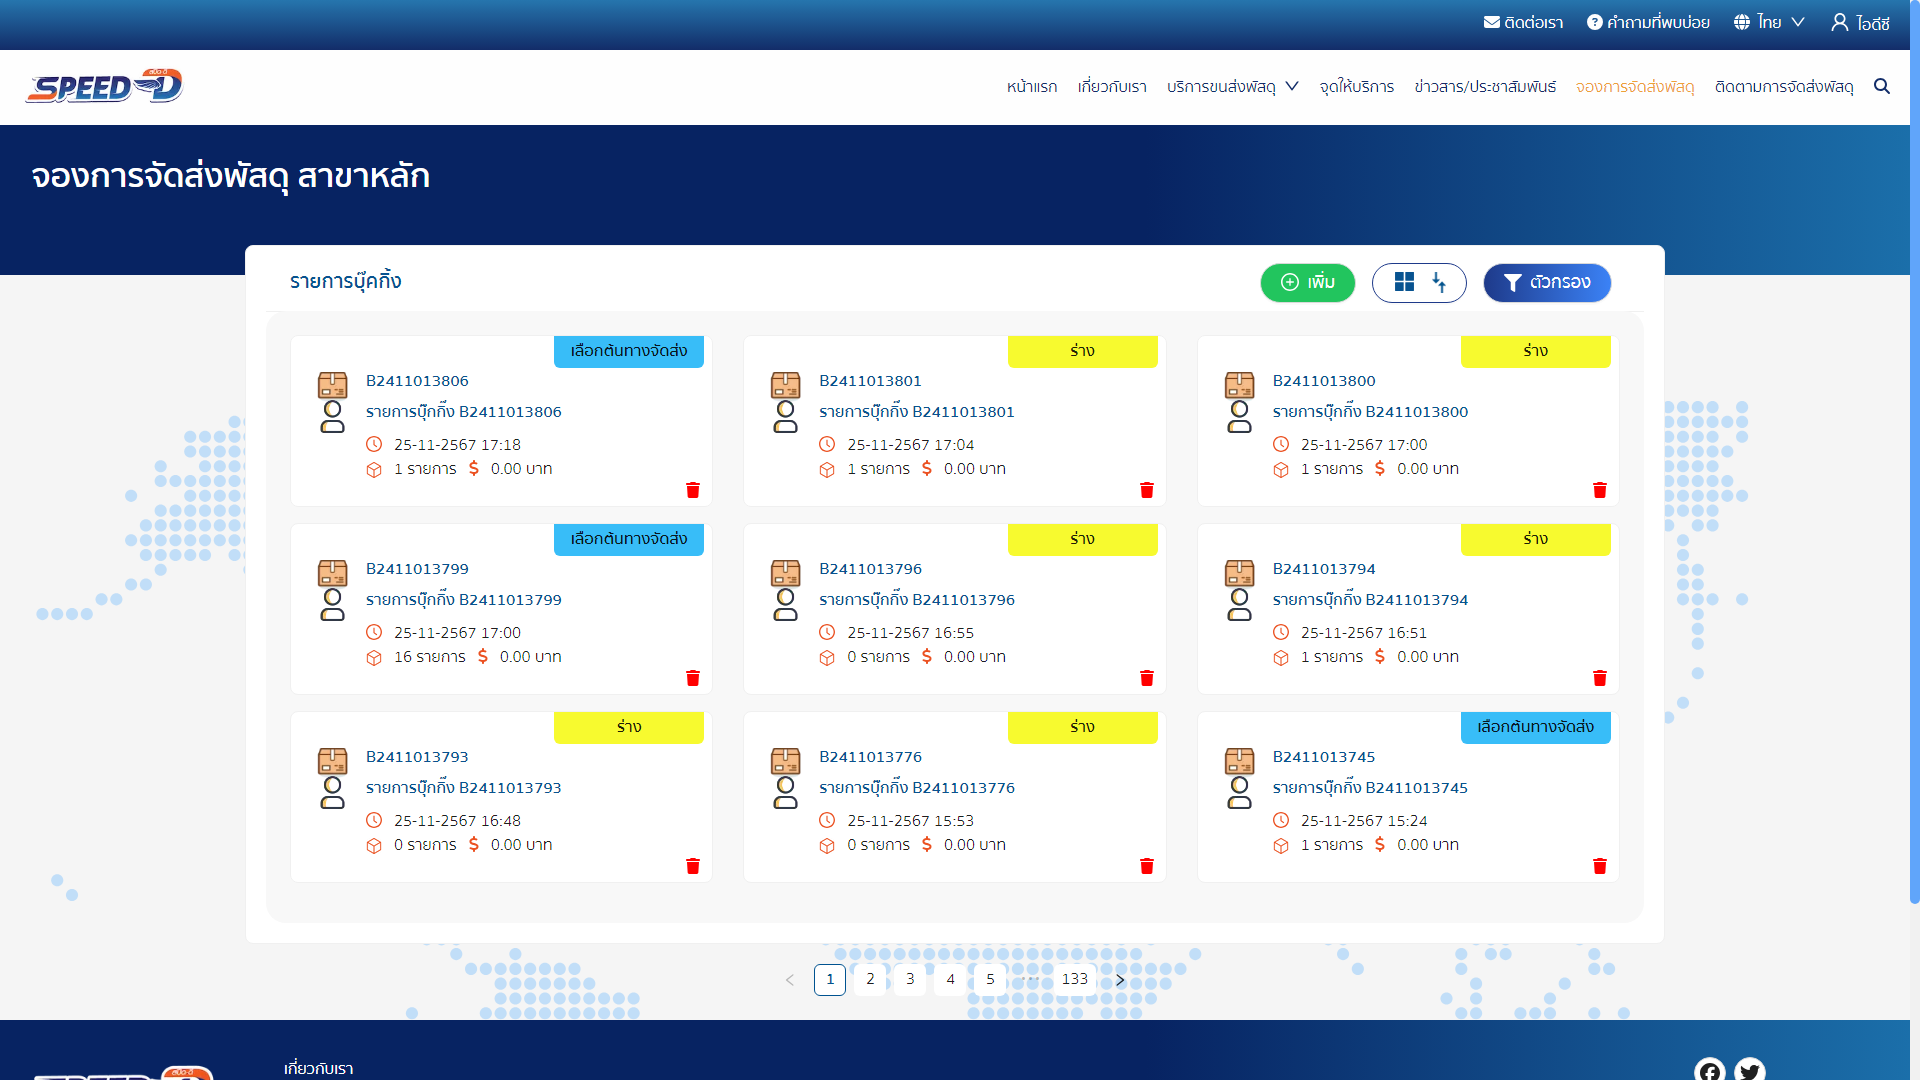 ติดต่อเรา
คำถามที่พบบ่อย
ไทย
ไอดีซี
สปีด-ดี
SPEED-D
หน้าแรก
เกี่ยวกับเรา
บริการขนส่งพัสดุ
จุดให้บริการ
ข่าวสาร/ประชาสัมพันธ์
จองการจัดส่งพัสดุ
ติดตามการจัดส่งพัสดุ
จองการจัดส่งพัสดุ สาขาหลัก
รายการบุ๊คกิ้ง
เพิ่ม
ตัวกรอง
เลือกต้นทางจัดส่ง
B2411013806
รายการบุ๊กกิ๊ง B2411013806
25-11-2567 17:18
1 รายการ $ 0.00 บาท
ร่าง
B2411013801
รายการบุ๊กกิ๊ง B2411013801
25-11-2567 17:04
1 รายการ $ 0.00 บาท
ร่าง
B2411013800
รายการบุ๊กกิ๊ง B2411013800
25-11-2567 17:00
1 รายการ $ 0.00 บาท
เลือกต้นทางจัดส่ง
B2411013799
รายการบุ๊กกิ๊ง B2411013799
25-11-2567 17:00
16 รายการ $ 0.00 บาท
ร่าง
B2411013796
รายการบุ๊กกิ๊ง B2411013796
25-11-2567 16:55
0 รายการ $ 0.00 บาท
ร่าง
B2411013794
รายการบุ๊กกิ๊ง B2411013794
25-11-2567 16:51
1 รายการ $ 0.00 บาท
ร่าง
B2411013793
รายการบุ๊กกิ๊ง B2411013793
25-11-2567 16:48
0 รายการ $ 0.00 บาท
ร่าง
B2411013776
รายการบุ๊กกิ๊ง B2411013776
25-11-2567 15:53
0 รายการ $ 0.00 บาท
เลือกต้นทางจัดส่ง
B2411013745
รายการบุ๊กกิ๊ง B2411013745
25-11-2567 15:24
1 รายการ $ 0.00 บาท
< 1 2 3 4 5 ••• 133 >
เกี่ยวกับเรา
สปีด-ดี
SPEED-D